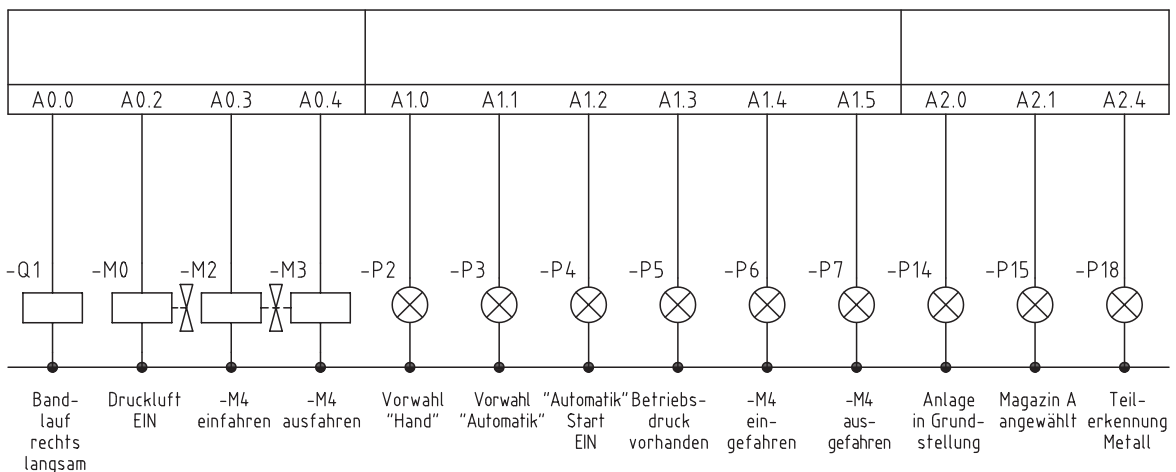 A0.0 A0.2 A0.3 A0.4 A1.0 A1.1 A1.2 A1.3 A1.4 A1.5 A2.0 A2.1 A2.4
-Q1 -M0 -M2 -M3 -P2 -P3 -P4 -P5 -P6 -P7 -P14 -P15 -P18
Band-
lauf
rechts
langsam
Druckluft
EIN
-M4
einfahren
-M4
ausfahren
Vorwahl
"Hand"
Vorwahl
"Automatik"
"Automatik"
Start
EIN
Betriebs-
druck
vorhanden
-M4
ein-
gefahren
-M4
aus-
gefahren
Anlage
in Grund-
stellung
Magazin A
angewählt
Teil-
erkennung
Metall